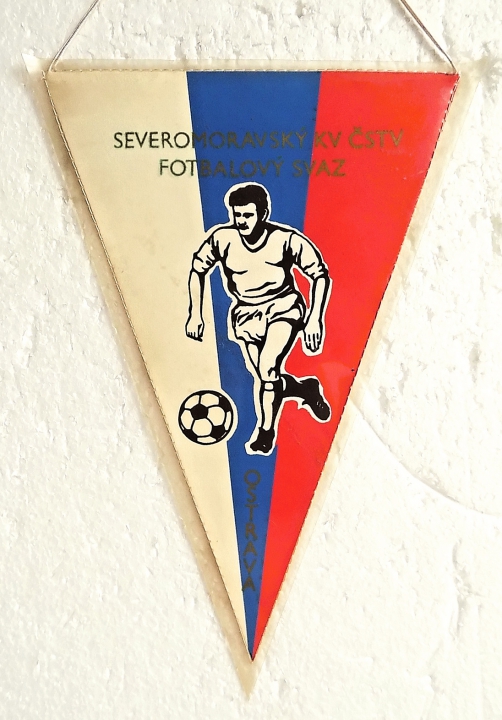 SEVEROMORAVSKÝ KV ČSTV
FOTBALOVÝ SVAZ
OSTRAVA